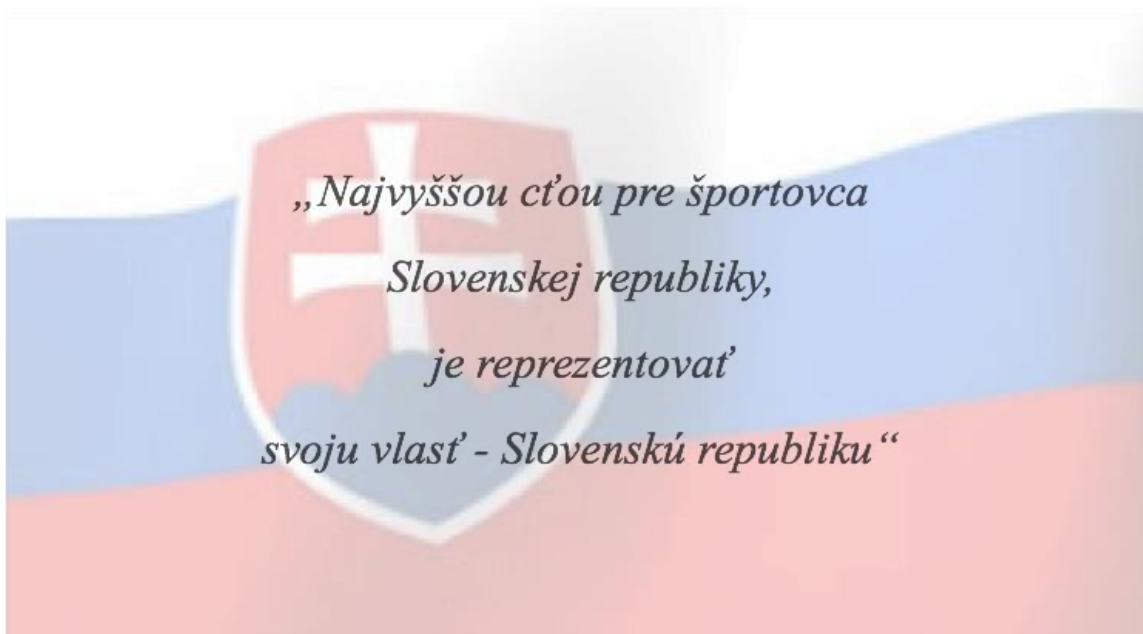 „Najvyššou cťou pre športovca
Slovenskej republiky,
je reprezentovať
svoju vlasť - Slovenskú republiku“